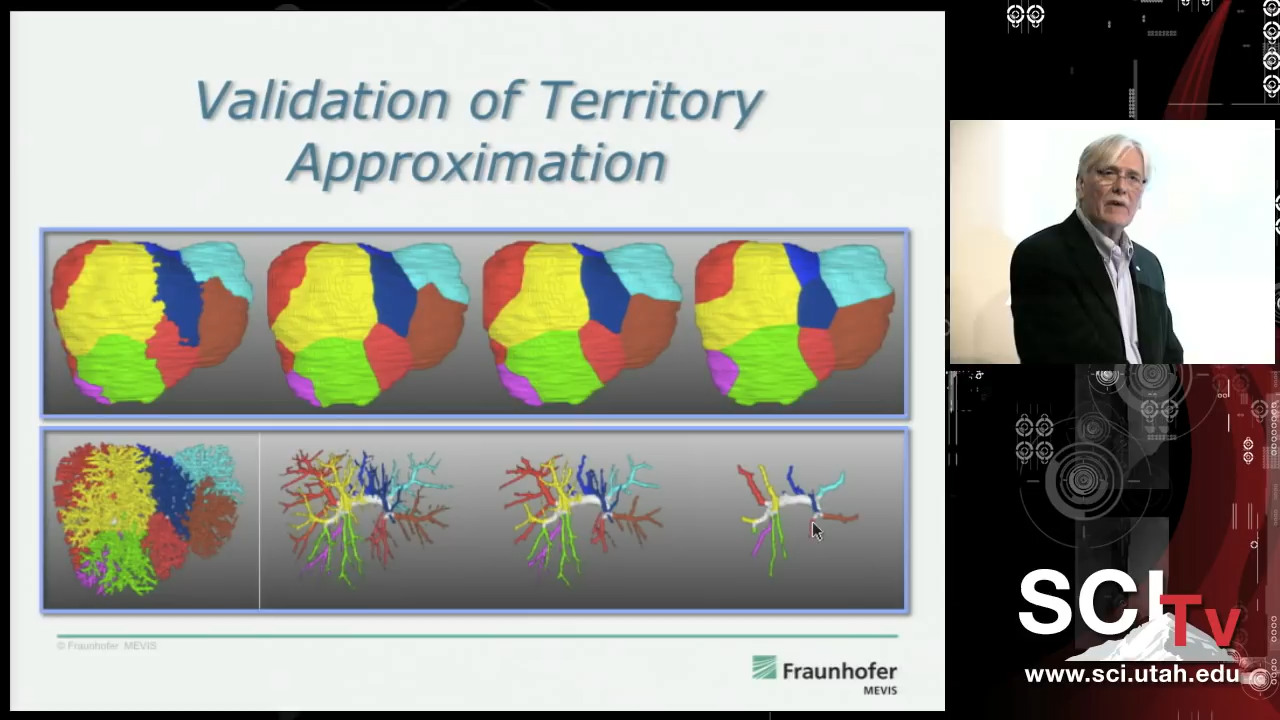 Validation of Territory
Approximation
© Fraunhofer MEVIS
Fraunhofer
MEVIS
SCI
Tv
www.sci.utah.edu